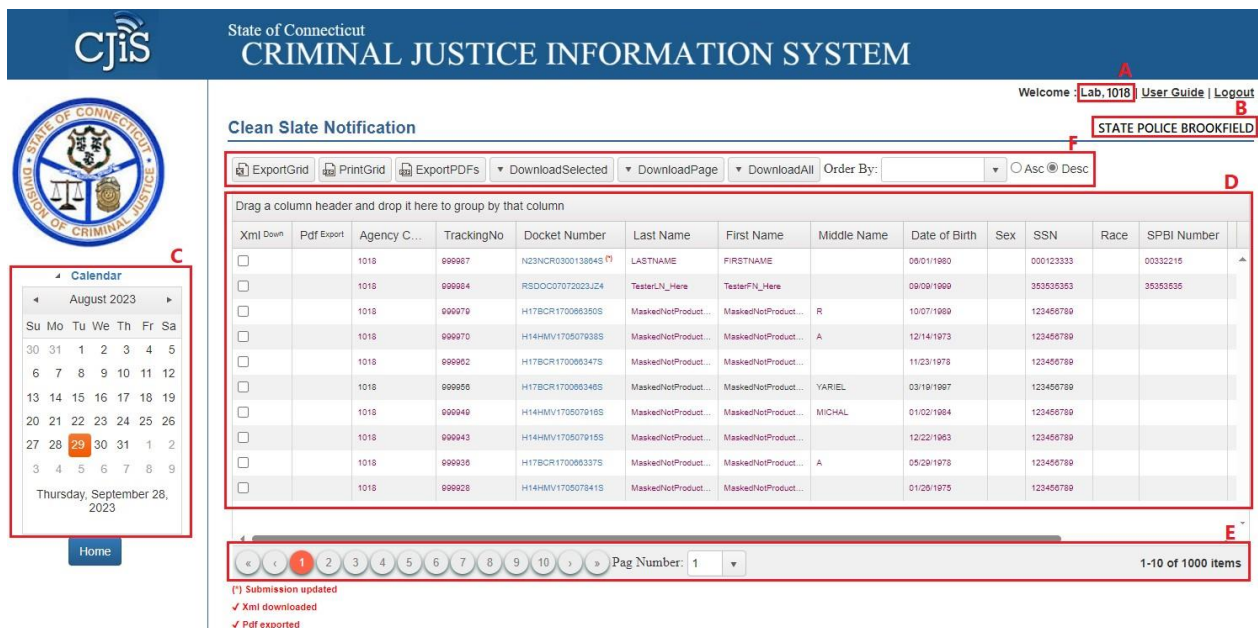 CJiS
State of Connecticut
CRIMINAL JUSTICE INFORMATION SYSTEM
A
Welcome : Lab, 1018 | User Guide | Logout
B
STATE OF CONNECTICUT
DIVISION OF CRIMINAL JUSTICE
Clean Slate Notification
STATE POLICE BROOKFIELD
F
ExportGrid PrintGrid ExportPDFs DownloadSelected DownloadPage DownloadAll Order By: Asc Desc
D
Drag a column header and drop it here to group by that column
Xml Down Pdf Export Agency C... TrackingNo Docket Number Last Name First Name Middle Name Date of Birth Sex SSN Race SPBI Number
1018 999987 N23NCR030013864S (*) LASTNAME FIRSTNAME 06/01/1980 000123333 00332215
1018 999984 RSDOC07072023JZ4 TesterLN_Here TesterFN_Here 09/09/1999 353535353 35353535
1018 999979 H17BCR170066350S MaskedNotProduct... MaskedNotProduct... R 10/07/1989 123456789
1018 999970 H14HMV170507938S MaskedNotProduct... MaskedNotProduct... A 12/14/1973 123456789
1018 999962 H17BCR170066347S MaskedNotProduct... MaskedNotProduct... 11/23/1978 123456789
1018 999956 H17BCR170066346S MaskedNotProduct... MaskedNotProduct... YARIEL 03/19/1997 123456789
1018 999949 H14HMV170507916S MaskedNotProduct... MaskedNotProduct... MICHAL 01/02/1984 123456789
1018 999943 H14HMV170507915S MaskedNotProduct... MaskedNotProduct... 12/22/1963 123456789
1018 999936 H17BCR170066337S MaskedNotProduct... MaskedNotProduct... A 05/29/1978 123456789
1018 999928 H14HMV170507841S MaskedNotProduct... MaskedNotProduct... 01/26/1975 123456789
C
Calendar
August 2023
Su Mo Tu We Th Fr Sa
30 31 1 2 3 4 5
6 7 8 9 10 11 12
13 14 15 16 17 18 19
20 21 22 23 24 25 26
27 28 29 30 31 1 2
3 4 5 6 7 8 9
Thursday, September 28,
2023
Home
E
« ‹ 1 2 3 4 5 6 7 8 9 10 › » Pag Number: 1 1-10 of 1000 items
(*) Submission updated
✓ Xml downloaded
✓ Pdf exported